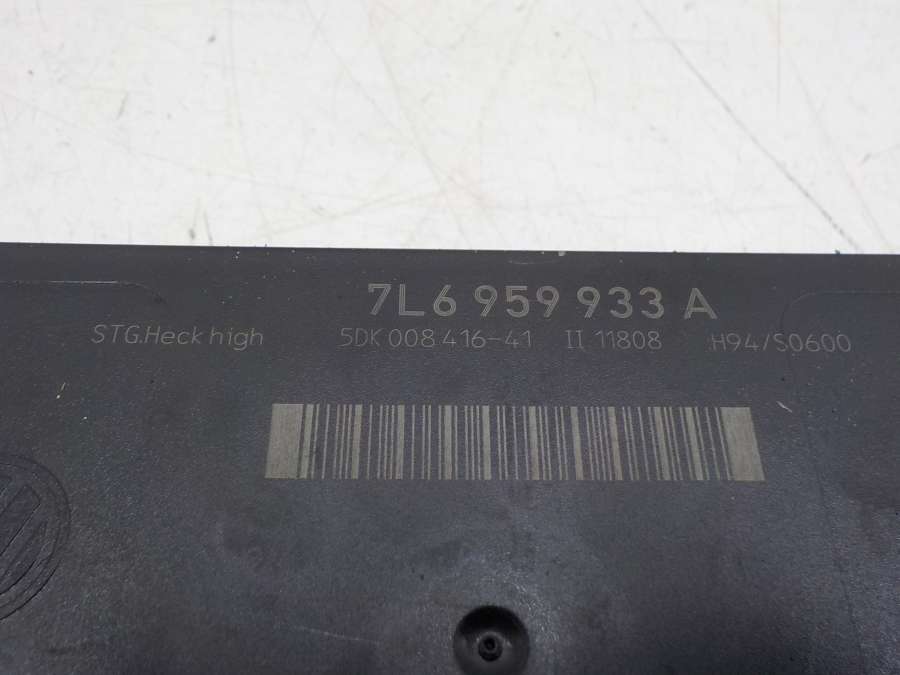 7L6 959 933 A
STG.Heck high 5DK 008 416-41 II 11808 H94/S0600